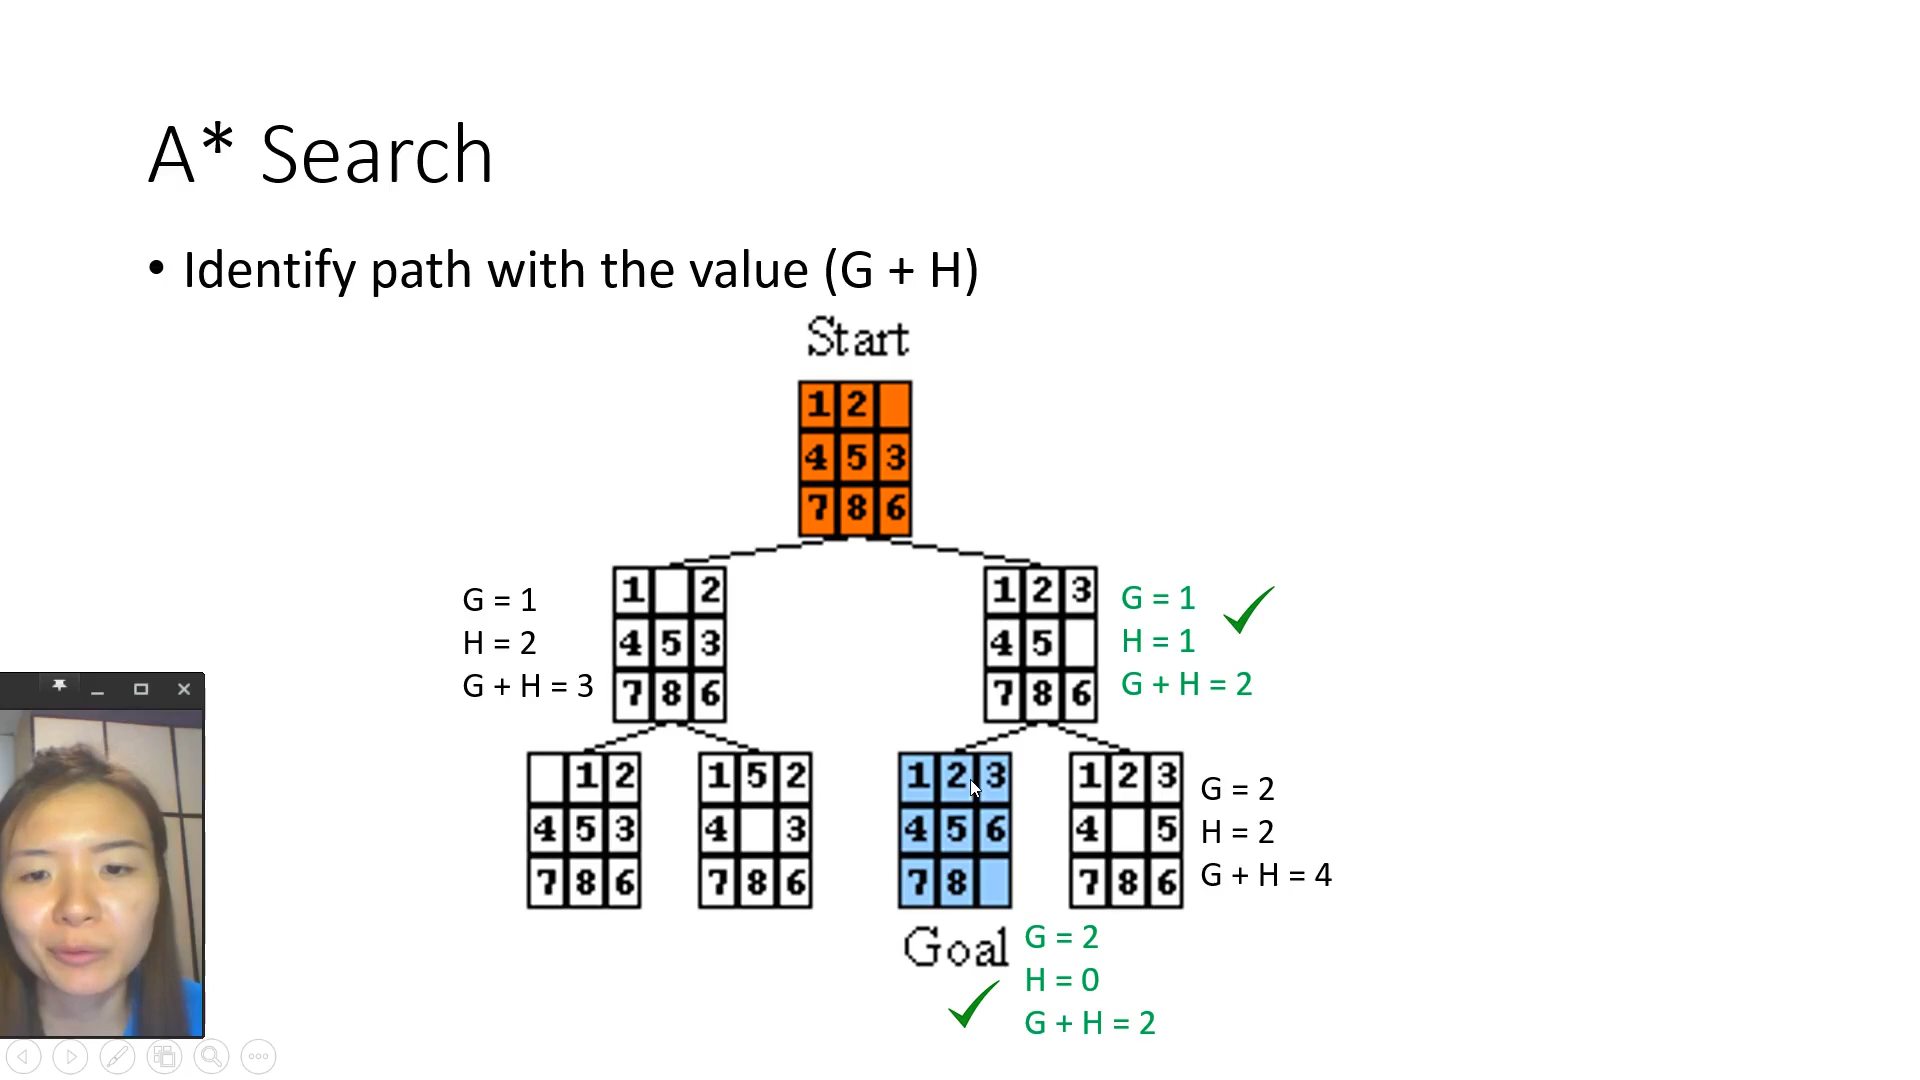 A* Search
• Identify path with the value (G + H)
Start
1 2
4 5 3
7 8 6
G = 1
H = 2
G + H = 3
1 2
4 5 3
7 8 6
1 2 3
4 5
7 8 6
G = 1
H = 1
G + H = 2
1 2
4 5 3
7 8 6
1 5 2
4 3
7 8 6
1 2 3
4 5 6
7 8
1 2 3
4 5
7 8 6
G = 2
H = 2
G + H = 4
Goal
G = 2
H = 0
G + H = 2